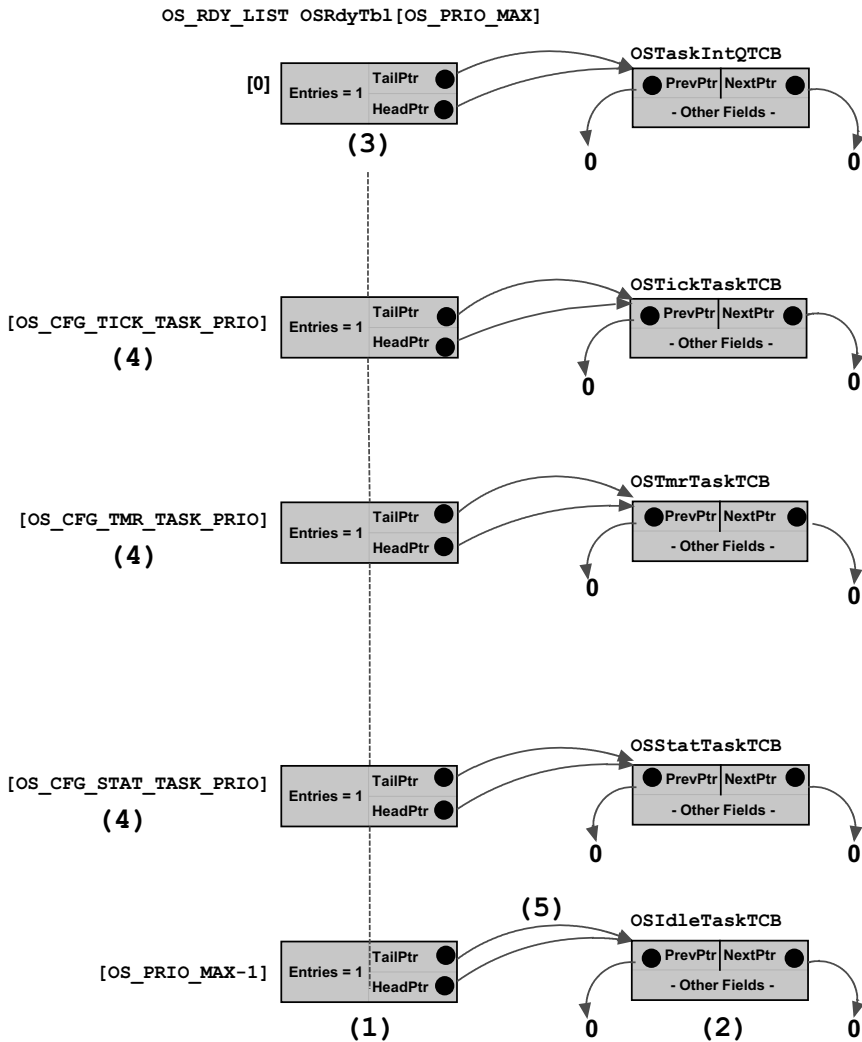 OS_RDY_LIST OSRdyTbl[OS_PRIO_MAX]
OSTaskIntQTCB
[0]
Entries = 1
TailPtr
HeadPtr
PrevPtr
NextPtr
- Other Fields -
(3)
0
0
OSTickTaskTCB
[OS_CFG_TICK_TASK_PRIO]
(4)
Entries = 1
TailPtr
HeadPtr
PrevPtr
NextPtr
- Other Fields -
0
0
OSTmrTaskTCB
[OS_CFG_TMR_TASK_PRIO]
(4)
Entries = 1
TailPtr
HeadPtr
PrevPtr
NextPtr
- Other Fields -
0
0
OSStatTaskTCB
[OS_CFG_STAT_TASK_PRIO]
(4)
Entries = 1
TailPtr
HeadPtr
PrevPtr
NextPtr
- Other Fields -
0
0
(5)
OSIdleTaskTCB
[OS_PRIO_MAX-1]
Entries = 1
TailPtr
HeadPtr
PrevPtr
NextPtr
- Other Fields -
(1)
0
(2)
0